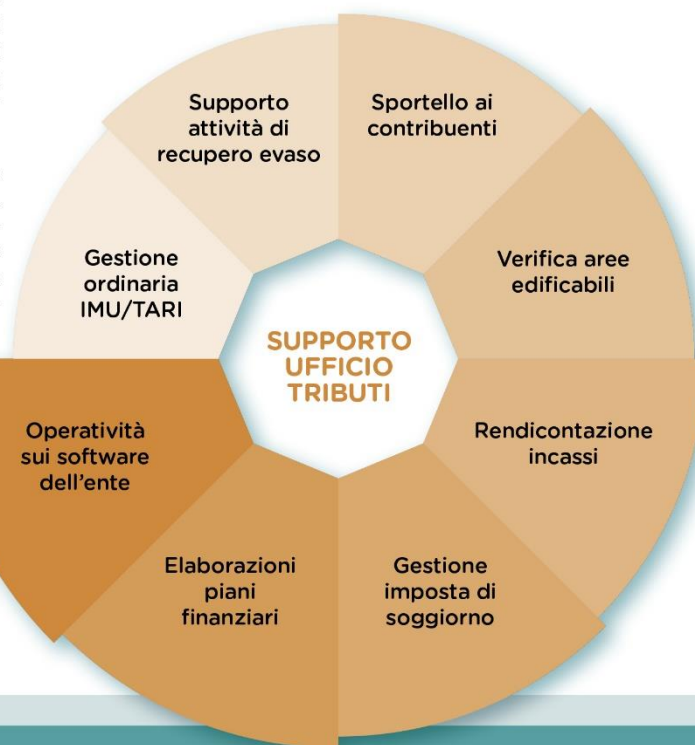 Supporto
attività di
recupero evaso
Sportello ai
contribuenti
Verifica aree
edificabili
Rendicontazione
incassi
Gestione
imposta di
soggiorno
Elaborazioni
piani
finanziari
Operatività
sui software
dell'ente
Gestione
ordinaria
IMU/TARI
SUPPORTO
UFFICIO
TRIBUTI